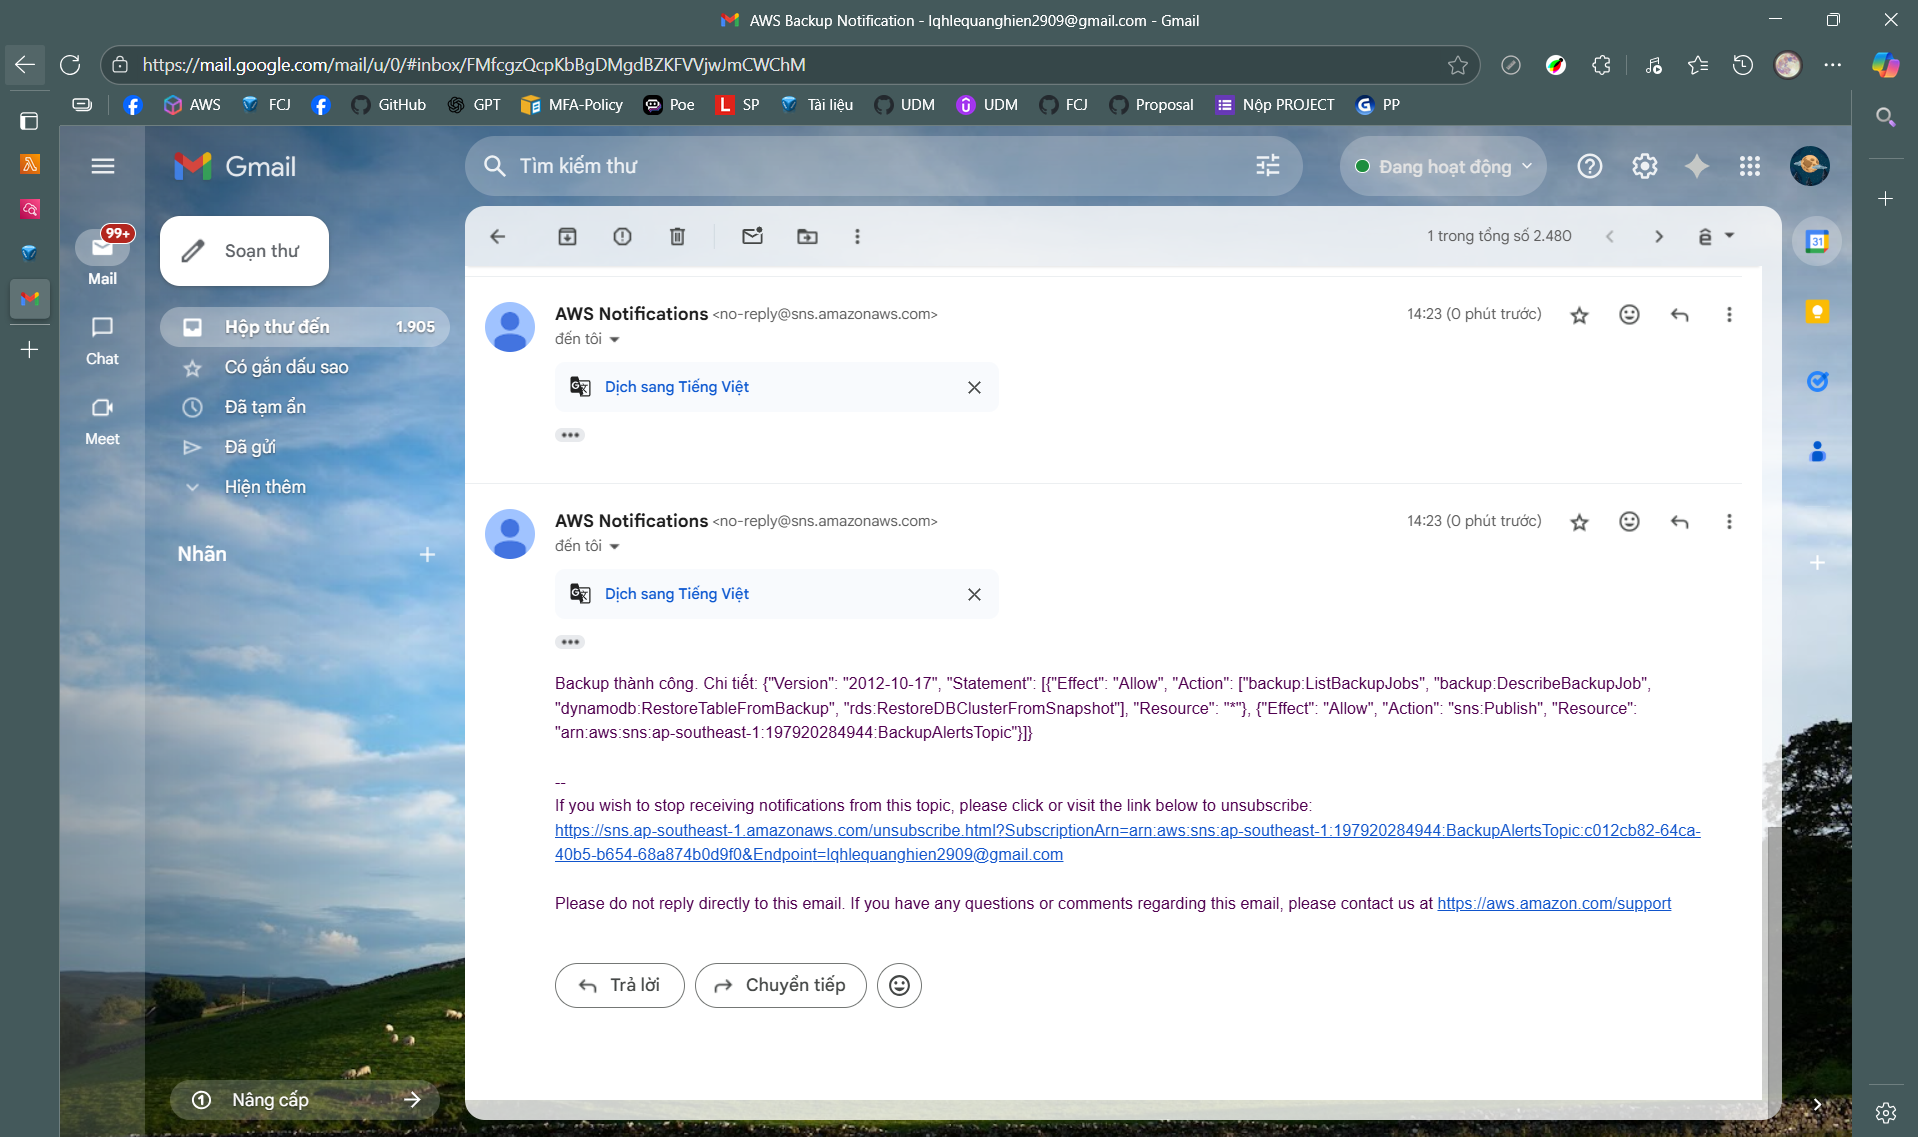 AWS Backup Notification - lqhlequanghien2909@gmail.com - Gmail
https://mail.google.com/mail/u/0/#inbox/FMfcgzQcpKbBgDMgdBZKFVVjwJmCWChM
AWS FCJ GitHub GPT MFA-Policy Poe SP Tài liệu UDM UDM FCJ Proposal Nộp PROJECT PP
Gmail
Tìm kiếm thư
Đang hoạt động
99+
Mail
Chat
Meet
Soạn thư
Hộp thư đến 1.905
Có gắn dấu sao
Đã tạm ẩn
Đã gửi
Hiện thêm
Nhãn
Nâng cấp
1 trong tổng số 2.480
ê
31
AWS Notifications <no-reply@sns.amazonaws.com> 14:23 (0 phút trước)
đến tôi
Dịch sang Tiếng Việt
AWS Notifications <no-reply@sns.amazonaws.com> 14:23 (0 phút trước)
đến tôi
Dịch sang Tiếng Việt
Backup thành công. Chi tiết: {"Version": "2012-10-17", "Statement": [{"Effect": "Allow", "Action": ["backup:ListBackupJobs", "backup:DescribeBackupJob",
"dynamodb:RestoreTableFromBackup", "rds:RestoreDBClusterFromSnapshot"], "Resource": "*"}, {"Effect": "Allow", "Action": "sns:Publish", "Resource":
"arn:aws:sns:ap-southeast-1:197920284944:BackupAlertsTopic"}]}
--
If you wish to stop receiving notifications from this topic, please click or visit the link below to unsubscribe:
https://sns.ap-southeast-1.amazonaws.com/unsubscribe.html?SubscriptionArn=arn:aws:sns:ap-southeast-1:197920284944:BackupAlertsTopic:c012cb82-64ca-
40b5-b654-68a874b0d9f0&Endpoint=lqhlequanghien2909@gmail.com
Please do not reply directly to this email. If you have any questions or comments regarding this email, please contact us at https://aws.amazon.com/support
Trả lời
Chuyển tiếp